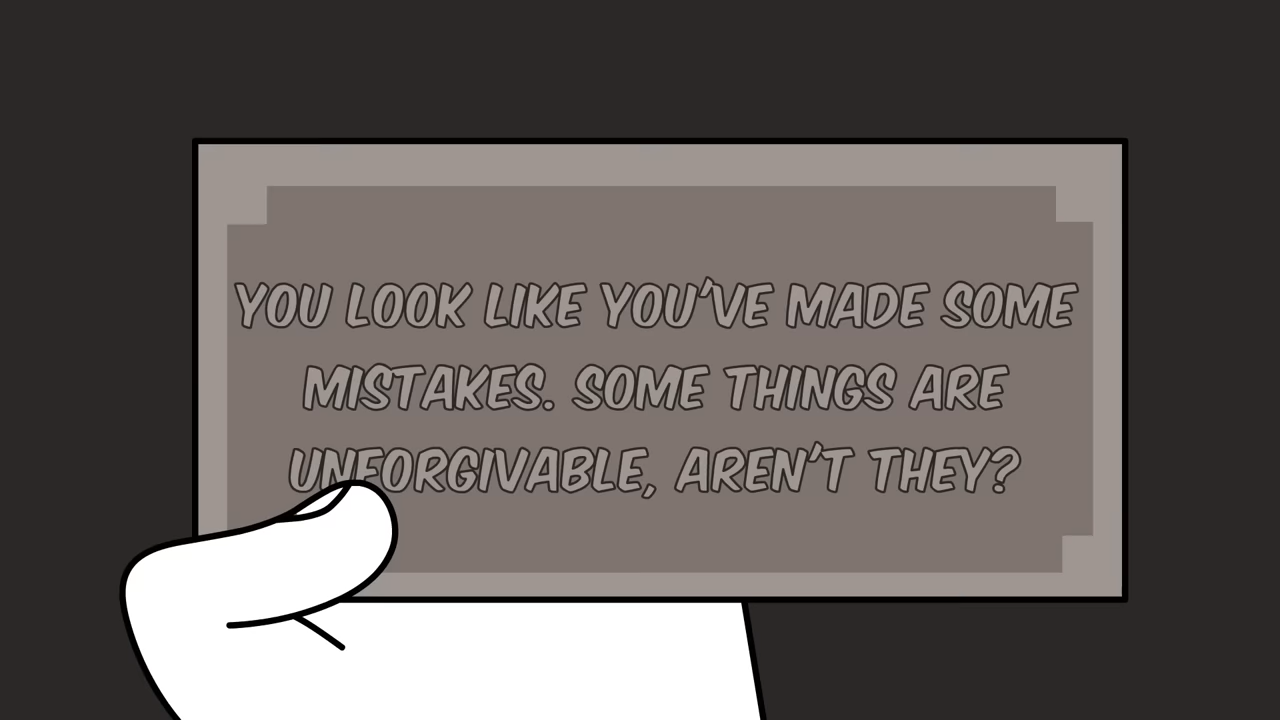 YOU LOOK LIKE YOU'VE MADE SOME
MISTAKES. SOME THINGS ARE
UNFORGIVABLE, AREN'T THEY?